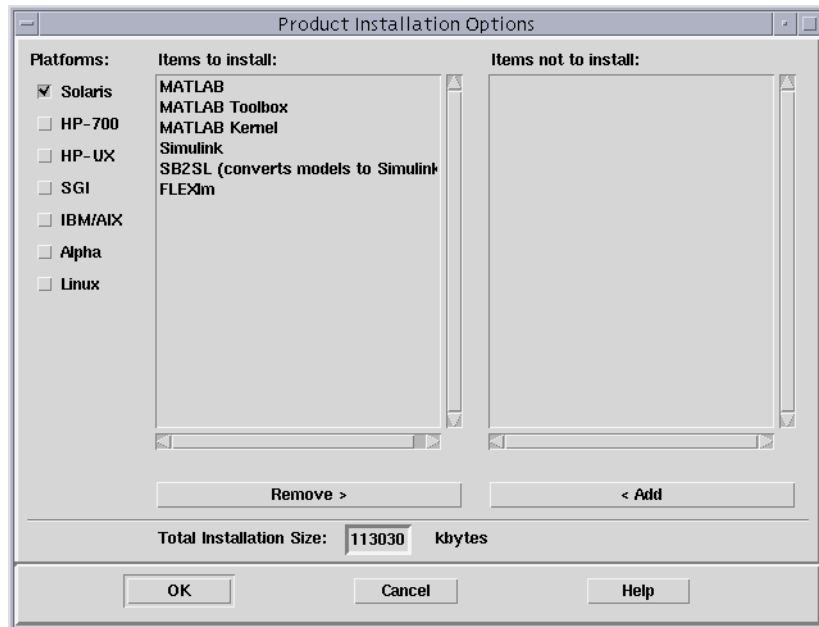 Product Installation Options
Platforms:
Solaris
HP-700
HP-UX
SGI
IBM/AIX
Alpha
Linux
Items to install:
MATLAB
MATLAB Toolbox
MATLAB Kernel
Simulink
SB2SL (converts models to Simulink
FLEXlm
Remove >
Items not to install:
< Add
Total Installation Size: 113030 kbytes
OK Cancel Help